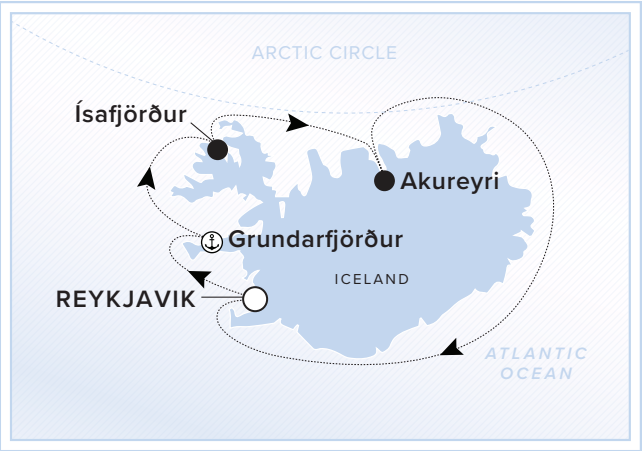 ARCTIC CIRCLE
Ísafjörður
Akureyri
Grundarfjörður
ICELAND
REYKJAVIK
ATLANTIC
OCEAN